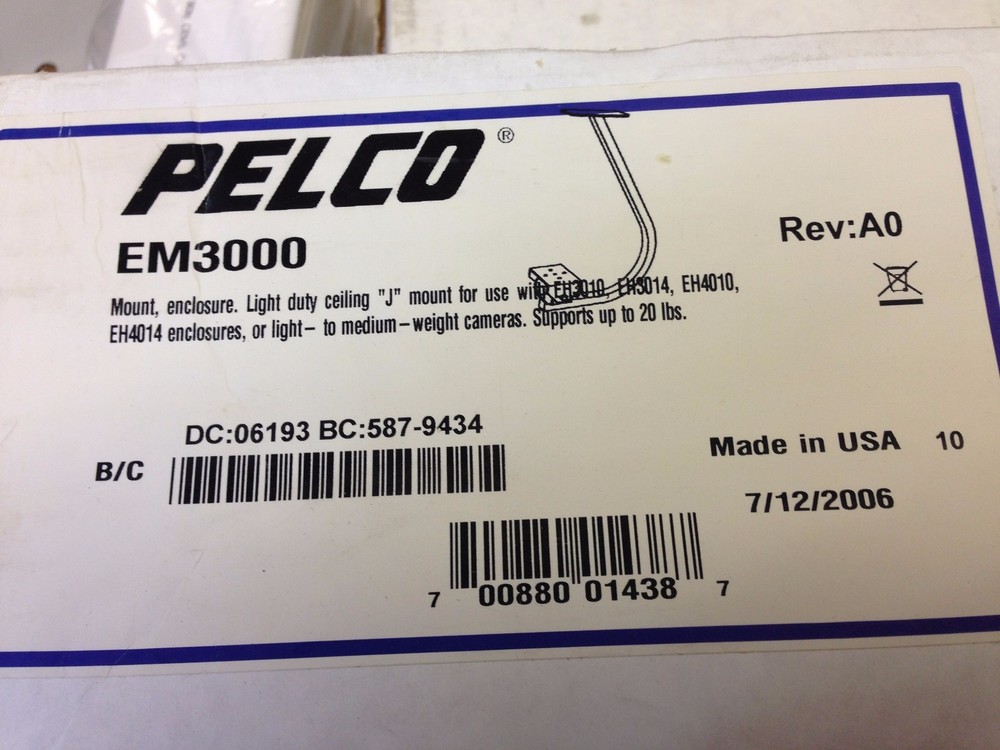 PELCO®
EM3000
Mount, enclosure. Light duty ceiling "J" mount for use with EH3010, EH3014, EH4010,
EH4014 enclosures, or light- to medium-weight cameras. Supports up to 20 lbs.
Rev:A0
DC:06193 BC:587-9434
B/C
Made in USA 10
7/12/2006
7 00880 01438 7